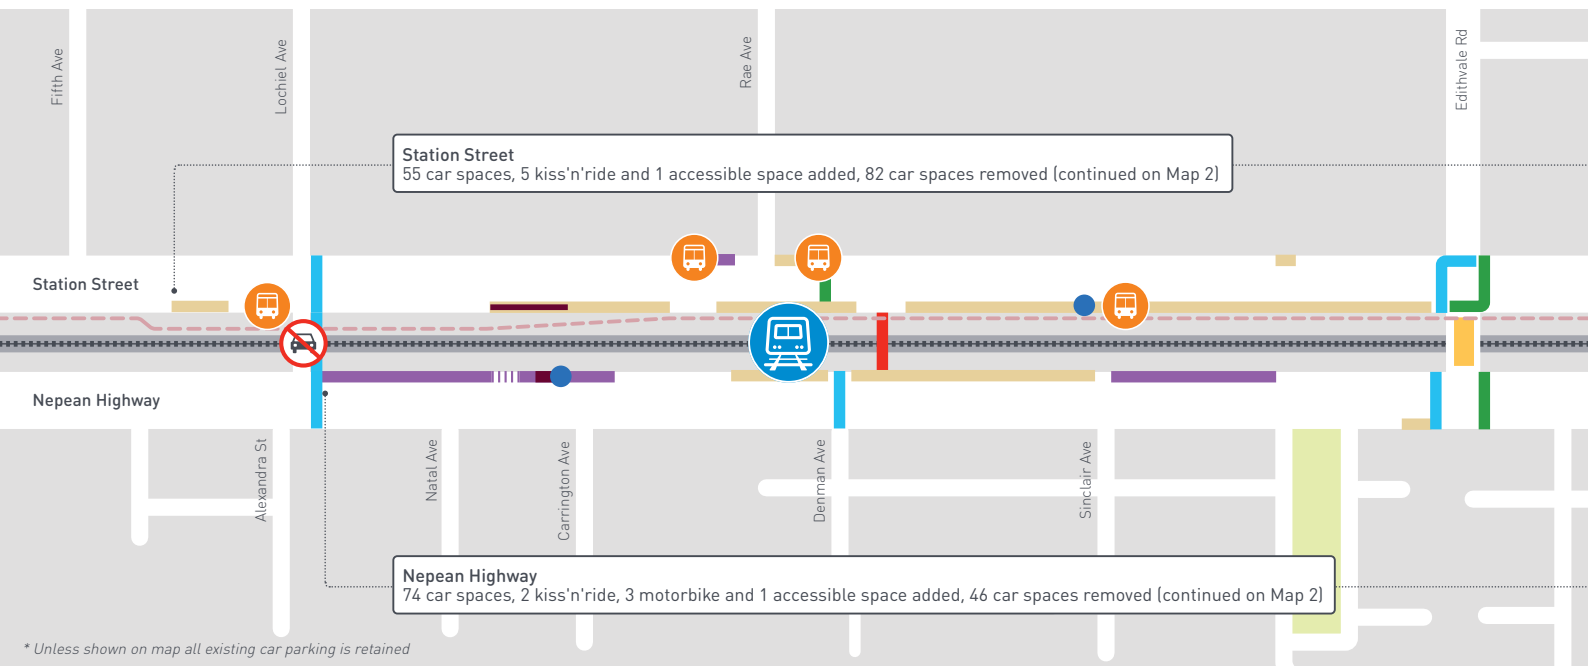 Fifth Ave
Lochiel Ave
Rae Ave
Edithvale Rd
Station Street
55 car spaces, 5 kiss'n'ride and 1 accessible space added, 82 car spaces removed (continued on Map 2)
Station Street
Nepean Highway
Alexandra St
Natal Ave
Carrington Ave
Denman Ave
Sinclair Ave
Nepean Highway
74 car spaces, 2 kiss'n'ride, 3 motorbike and 1 accessible space added, 46 car spaces removed (continued on Map 2)
* Unless shown on map all existing car parking is retained